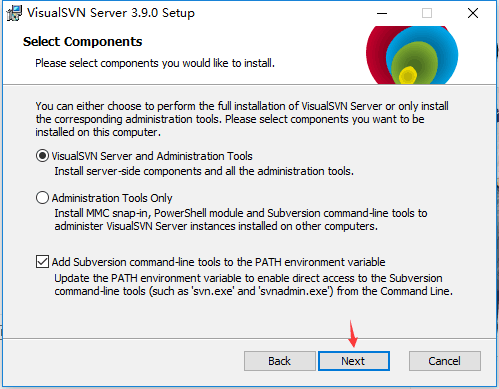 VisualSVN Server 3.9.0 Setup
Select Components
Please select components you would like to install.
You can either choose to perform the full installation of VisualSVN Server or only install
the corresponding administration tools. Please select components you want to be
installed on this computer.
VisualSVN Server and Administration Tools
Install server-side components and all the administration tools.
Administration Tools Only
Install MMC snap-in, PowerShell module and Subversion command-line tools to
administer VisualSVN Server instances installed on other computers.
Add Subversion command-line tools to the PATH environment variable
Update the PATH environment variable to enable direct access to the Subversion
command-line tools (such as 'svn.exe' and 'svnadmin.exe') from the Command Line.
Back
Next
Cancel